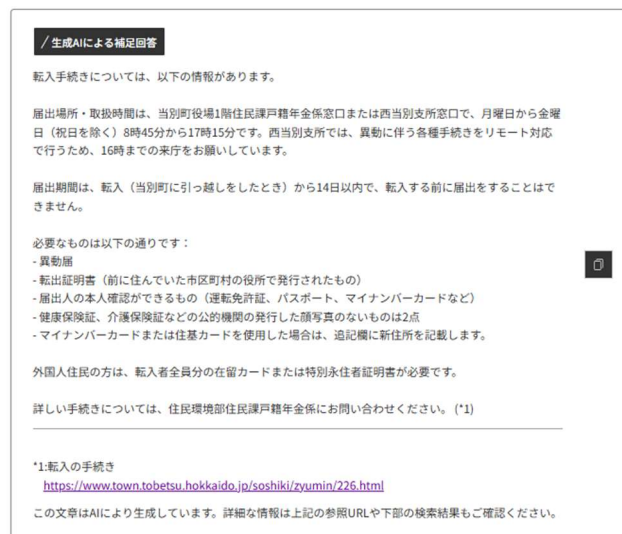 /生成AIによる補足回答
転入手続きについては、以下の情報があります。
届出場所・取扱時間は、当別町役場1階住民課戸籍年金係窓口または西当別支所窓口で、月曜日から金曜
日（祝日を除く）8時45分から17時15分です。西当別支所では、異動に伴う各種手続きをリモート対応
で行うため、16時までの来庁をお願いしています。
届出期間は、転入（当別町に引っ越しをしたとき）から14日以内で、転入する前に届出をすることはで
きません。
必要なものは以下の通りです：
- 異動届
- 転出証明書（前に住んでいた市区町村の役所で発行されたもの）
- 届出人の本人確認ができるもの（運転免許証、パスポート、マイナンバーカードなど）
- 健康保険証、介護保険証などの公的機関の発行した顔写真のないものは2点
- マイナンバーカードまたは住基カードを使用した場合は、追記欄に新住所を記載します。
外国人住民の方は、転入者全員分の在留カードまたは特別永住者証明書が必要です。
詳しい手続きについては、住民環境部住民課戸籍年金係にお問い合わせください。 (*1)
*1:転入の手続き
https://www.town.tobetsu.hokkaido.jp/soshiki/zyumin/226.html
この文章はAIにより生成しています。詳細な情報は上記の参照URLや下部の検索結果もご確認ください。